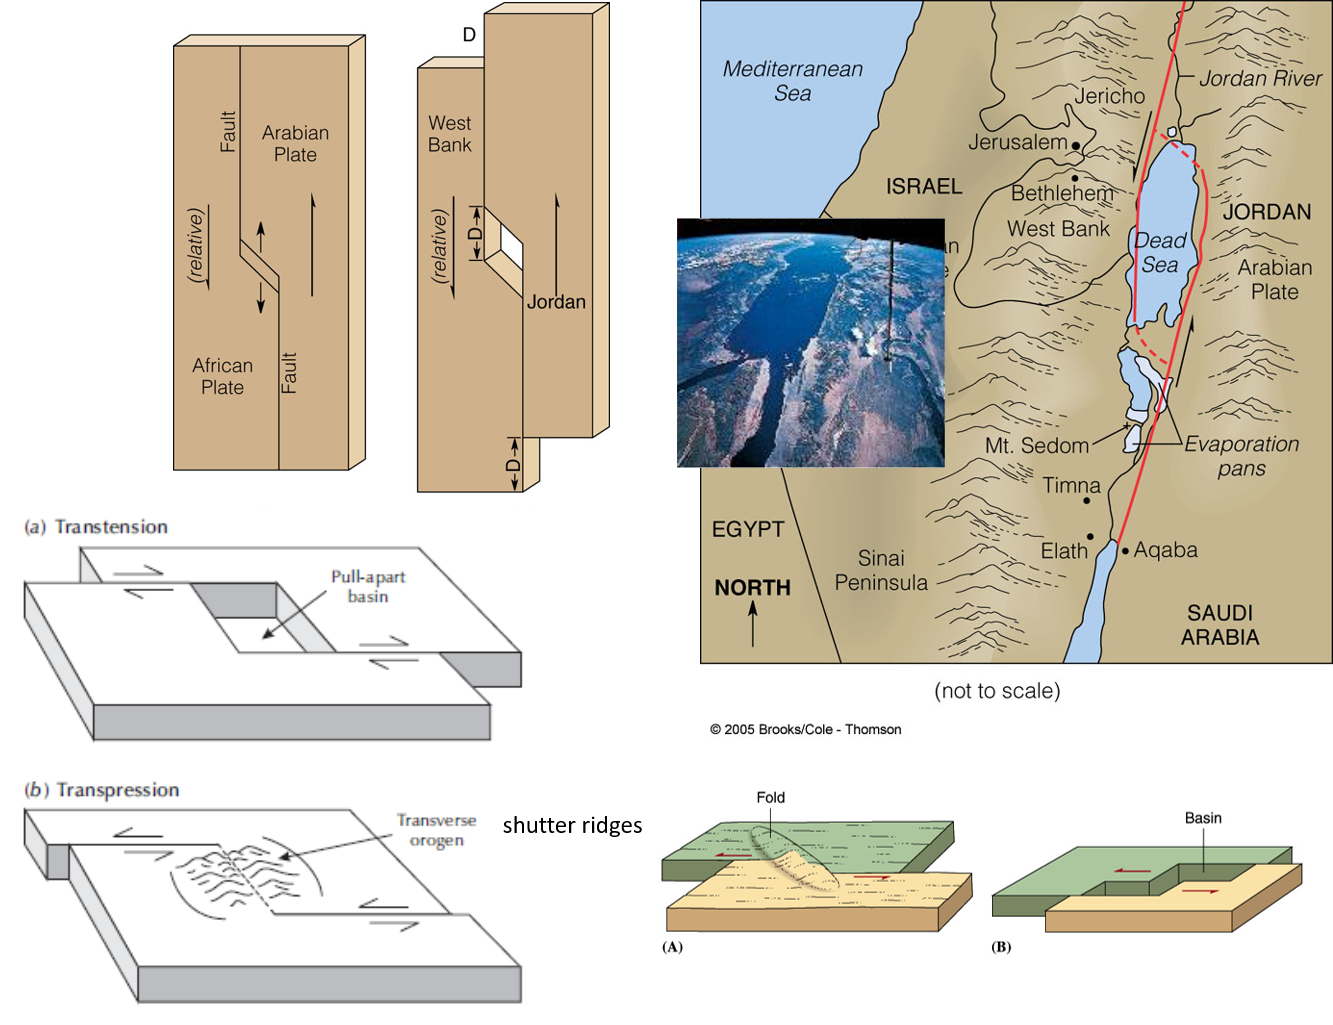 D
Fault
Arabian
Plate
(relative)
African
Plate
Fault
West
Bank
D
(relative)
Jordan
D
Mediterranean
Sea
Jordan River
Jericho
Jerusalem
ISRAEL
Bethlehem
West Bank
JORDAN
Dead
Sea
Arabian
Plate
Mt. Sedom
Evaporation
pans
Timna
EGYPT
Elath
Aqaba
Sinai
Peninsula
NORTH
SAUDI
ARABIA
(not to scale)
© 2005 Brooks/Cole - Thomson
(a) Transtension
Pull-apart
basin
(b) Transpression
Transverse
orogen
shutter ridges
Fold
(A)
Basin
(B)